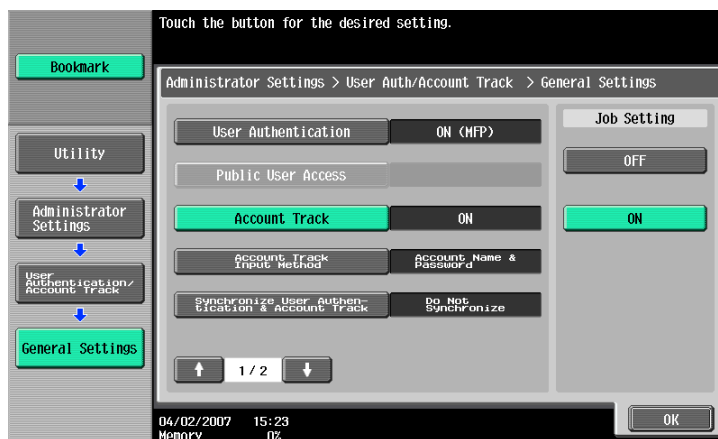 Touch the button for the desired setting.
Bookmark
Administrator Settings > User Auth/Account Track > General Settings
Utility
Administrator
Settings
User
Authentication/
Account Track
General Settings
User Authentication
ON (MFP)
Public User Access
Account Track
ON
Account Track
Input Method
Account Name &
Password
Synchronize User Authen-
tication & Account Track
Do Not
Synchronize
1/2
Job Setting
OFF
ON
04/02/2007 15:23
Memory 0%
OK